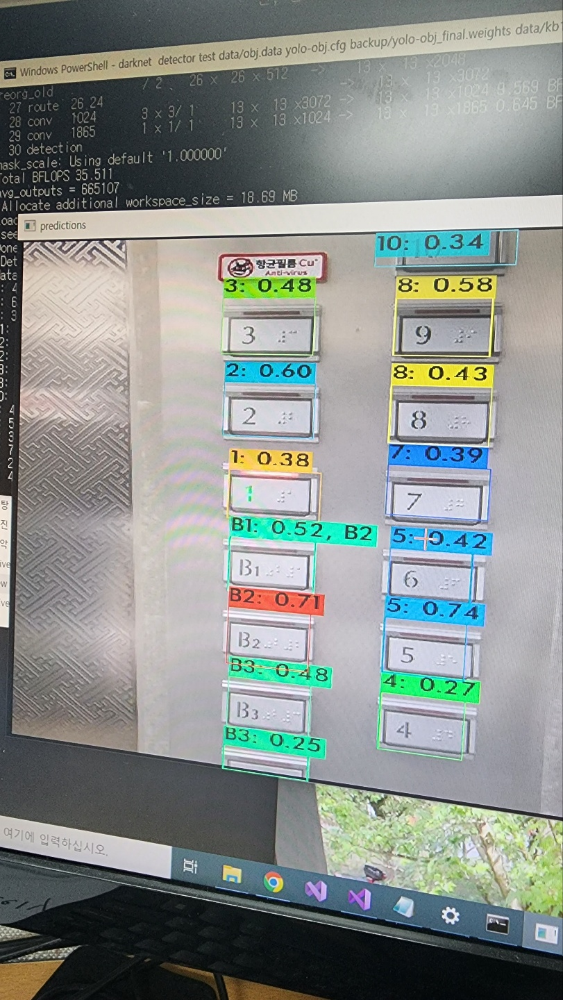 Windows PowerShell - darknet detector test data/obj.data yolo-obj.cfg backup/yolo-obj_final.weights data/kb
reorg_old / 2 , 26 x 26 x 512 -> 13 x 13 x2048
27 route 26 24 -> 13 x 13 x3072
28 conv 1024 3 x 3/ 1 13 x 13 x3072 -> 13 x 13 x1024 9.569 BF
29 conv 1865 1 x 1/ 1 13 x 13 x1024 -> 13 x 13 x1865 0.645 BF
30 detection
mask_scale: Using default '1.000000'
Total BFLOPS 35.511
avg_outputs = 665107
Allocate additional workspace_size = 18.69 MB
predictions
10: 0.34
항균필름 Cu+
Anti-virus
3: 0.48
8: 0.58
3
9
2: 0.60
8: 0.43
2
8
1: 0.38
7: 0.39
1
7
B1: 0.52, B2
5: 0.42
B1
6
B2: 0.71
5: 0.74
B2
5
B3: 0.48
4: 0.27
B3
4
B3: 0.25
여기에 입력하십시오.